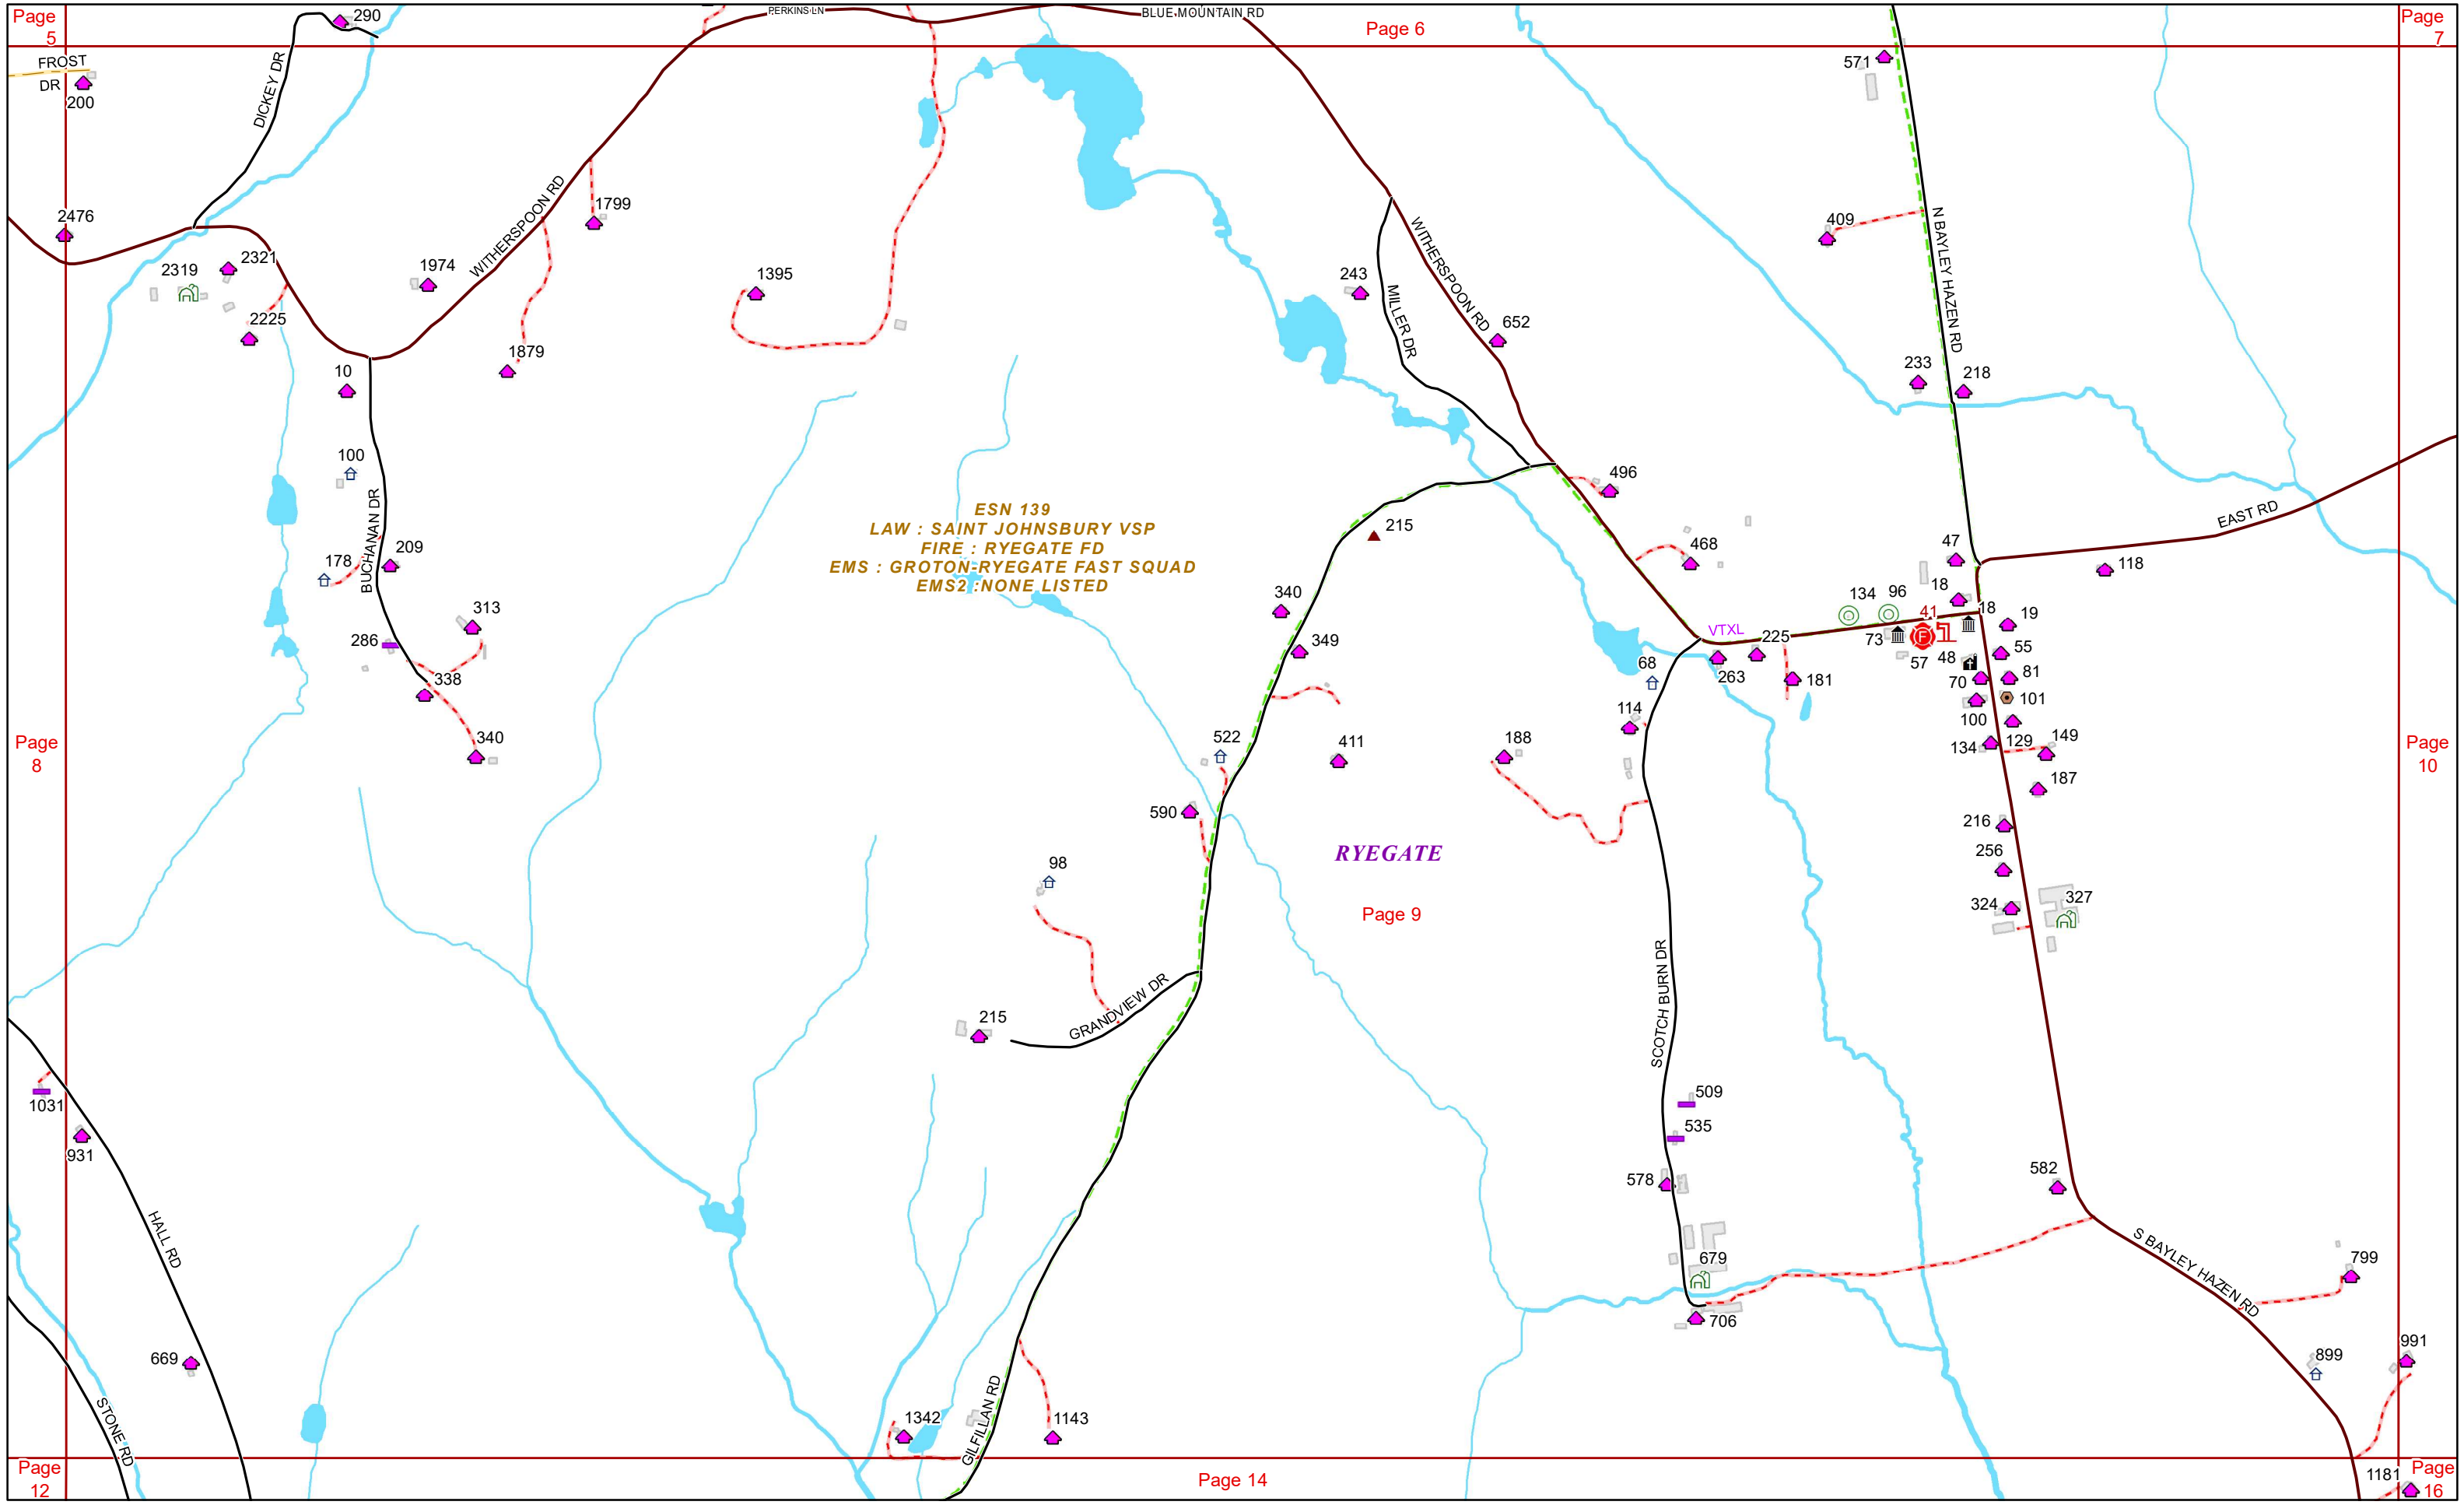 Page
5
290
PERKINS LN
BLUE MOUNTAIN RD
Page 6
Page
7
FROST
DR
200
DICKEY DR
571
2476
1799
409
N BAYLEY HAZEN RD
WITHERSPOON RD
WITHERSPOON RD
2319
2321
1974
1395
243
MILLER DR
652
2225
1879
10
233
218
100
496
BUCHANAN DR
ESN 139
LAW : SAINT JOHNSBURY VSP
FIRE : RYEGATE FD
EMS : GROTON-RYEGATE FAST SQUAD
EMS2 :NONE LISTED
215
EAST RD
178
209
468
47
118
340
134
96
18
41
18
19
313
286
349
VTXL
225
73
F
57
48
55
68
263
181
338
70
81
101
114
100
340
522
411
188
134
129
149
187
590
216
RYEGATE
256
98
Page 9
324
327
Page
8
Page
10
GRANDVIEW DR
215
SCOTCH BURN DR
1031
509
535
931
578
582
HALL RD
679
S BAYLEY HAZEN RD
799
706
669
899
991
STONE RD
1342
GILFILLAN RD
1143
Page
12
Page 14
1181
Page
16